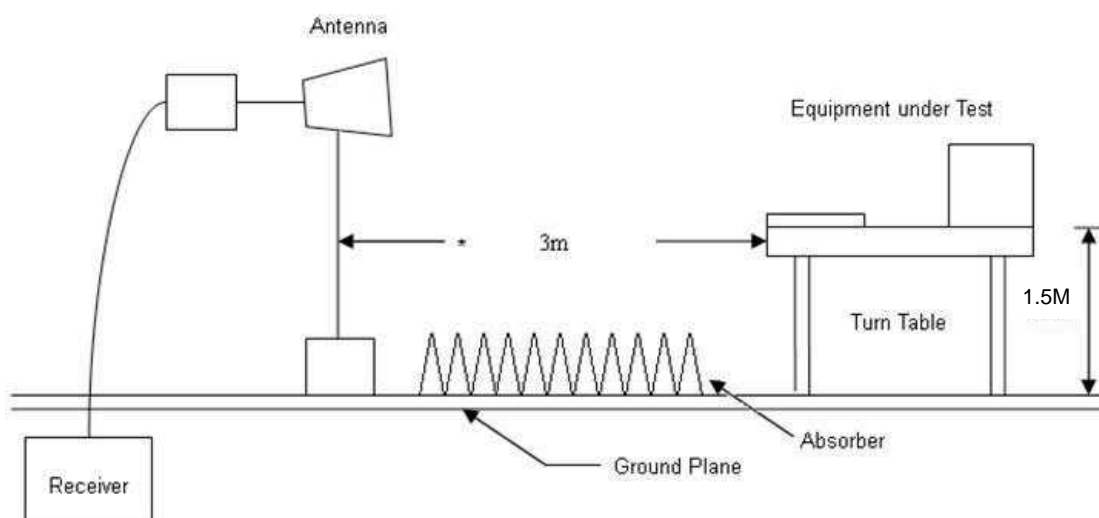 Antenna
Equipment under Test
* 3m
1.5M
Turn Table
Absorber
Ground Plane
Receiver